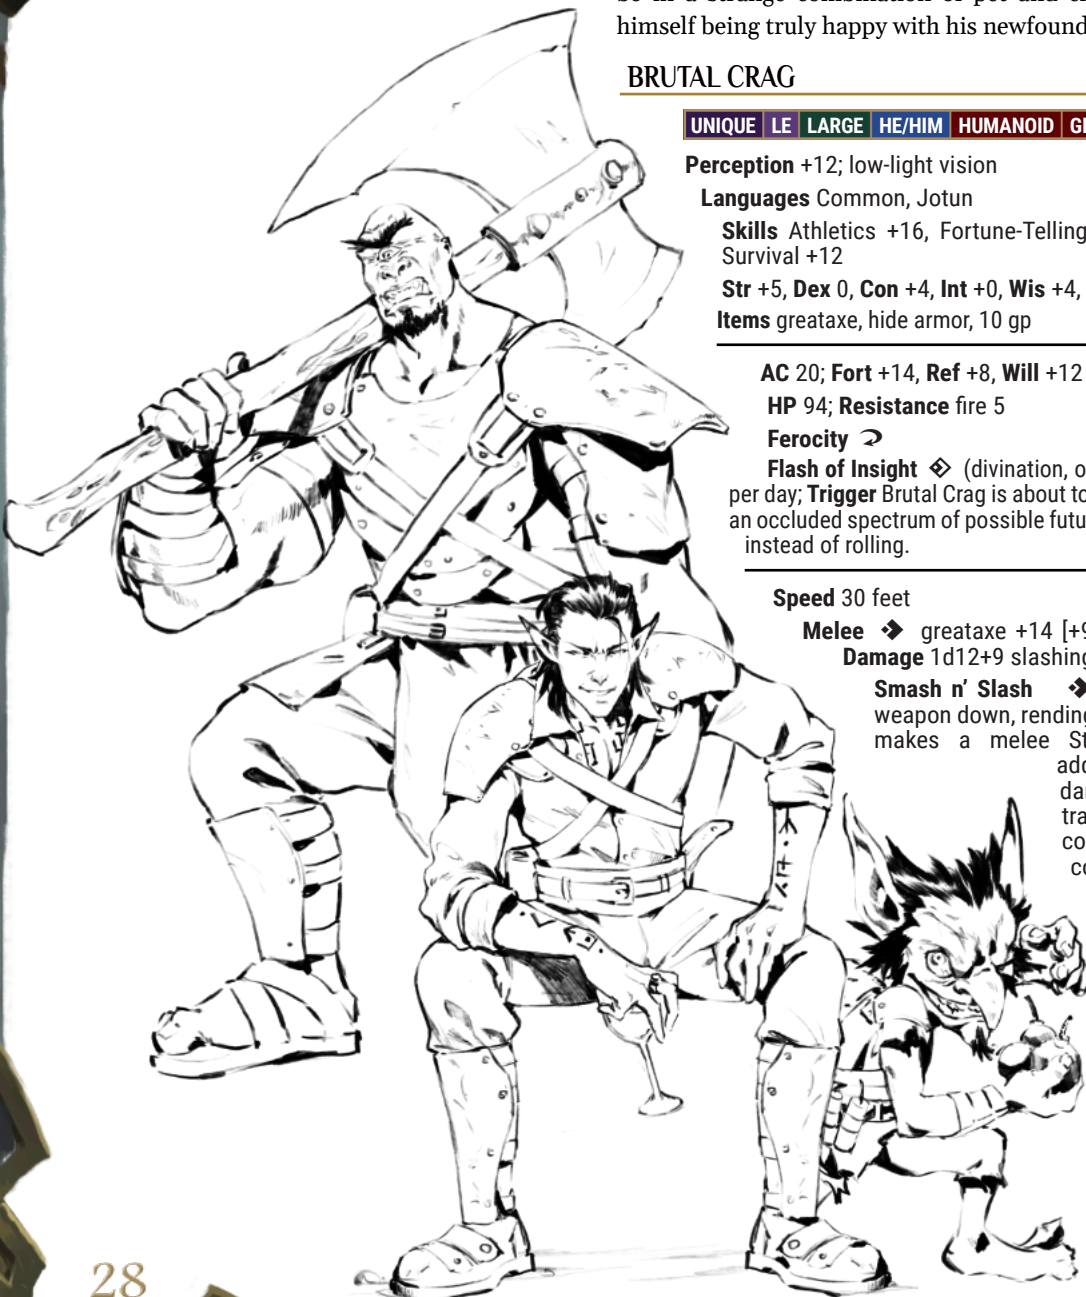 himself being truly happy with his newfound
BRUTAL CRAG
UNIQUE LE LARGE HE/HIM HUMANOID
Perception +12; low-light vision
Languages Common, Jotun
Skills Athletics +16, Fortune-Telling
Survival +12
Str +5, Dex 0, Con +4, Int +0, Wis +4,
Items greataxe, hide armor, 10 gp
AC 20; Fort +14, Ref +8, Will +12
HP 94; Resistance fire 5
Ferocity
Flash of Insight (divination,
per day; Trigger Brutal Crag is about to
an occluded spectrum of possible
instead of rolling.
Speed 30 feet
Melee greataxe +14 [+9
Damage 1d12+9 slashing
Smash n' Slash
weapon down, rending
makes a melee
28